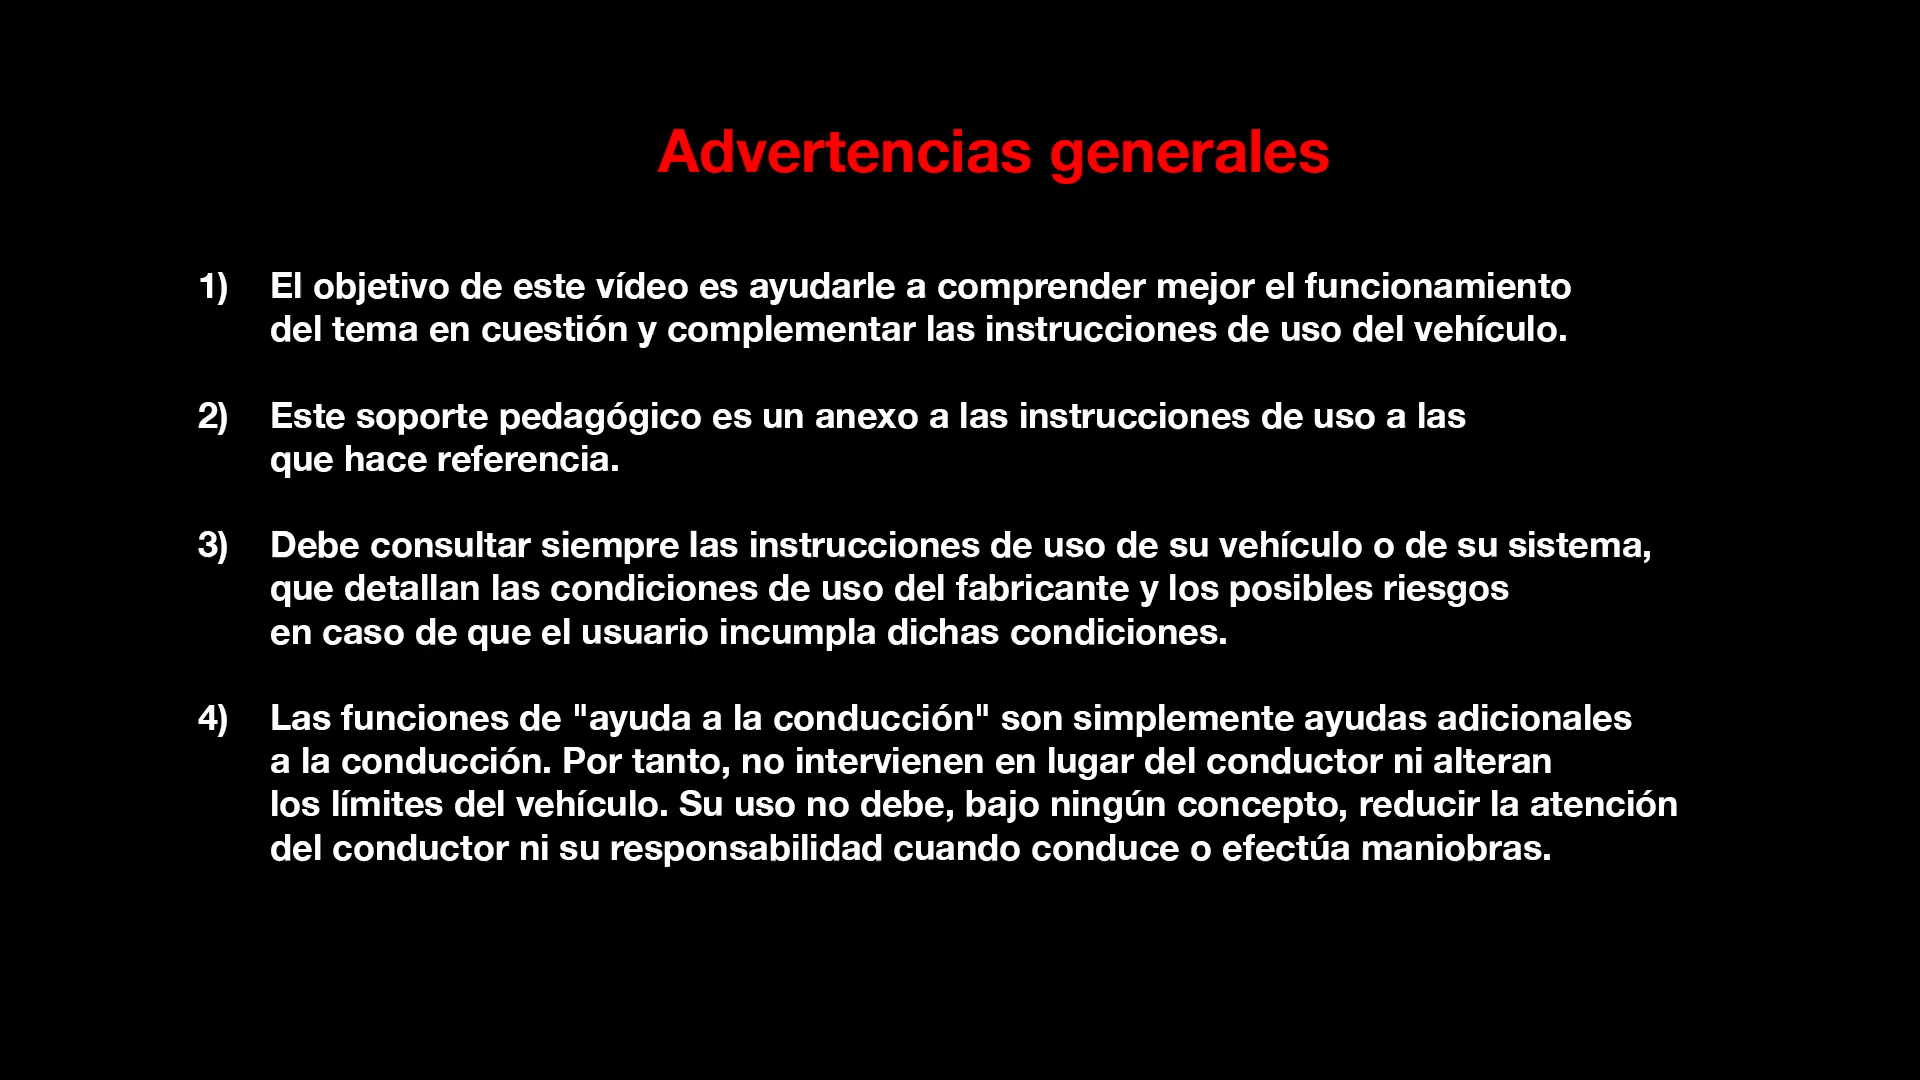 Advertencias generales
1) El objetivo de este vídeo es ayudarle a comprender mejor el funcionamiento
del tema en cuestión y complementar las instrucciones de uso del vehículo.
2) Este soporte pedagógico es un anexo a las instrucciones de uso a las
que hace referencia.
3) Debe consultar siempre las instrucciones de uso de su vehículo o de su sistema,
que detallan las condiciones de uso del fabricante y los posibles riesgos
en caso de que el usuario incumpla dichas condiciones.
4) Las funciones de "ayuda a la conducción" son simplemente ayudas adicionales
a la conducción. Por tanto, no intervienen en lugar del conductor ni alteran
los límites del vehículo. Su uso no debe, bajo ningún concepto, reducir la atención
del conductor ni su responsabilidad cuando conduce o efectúa maniobras.